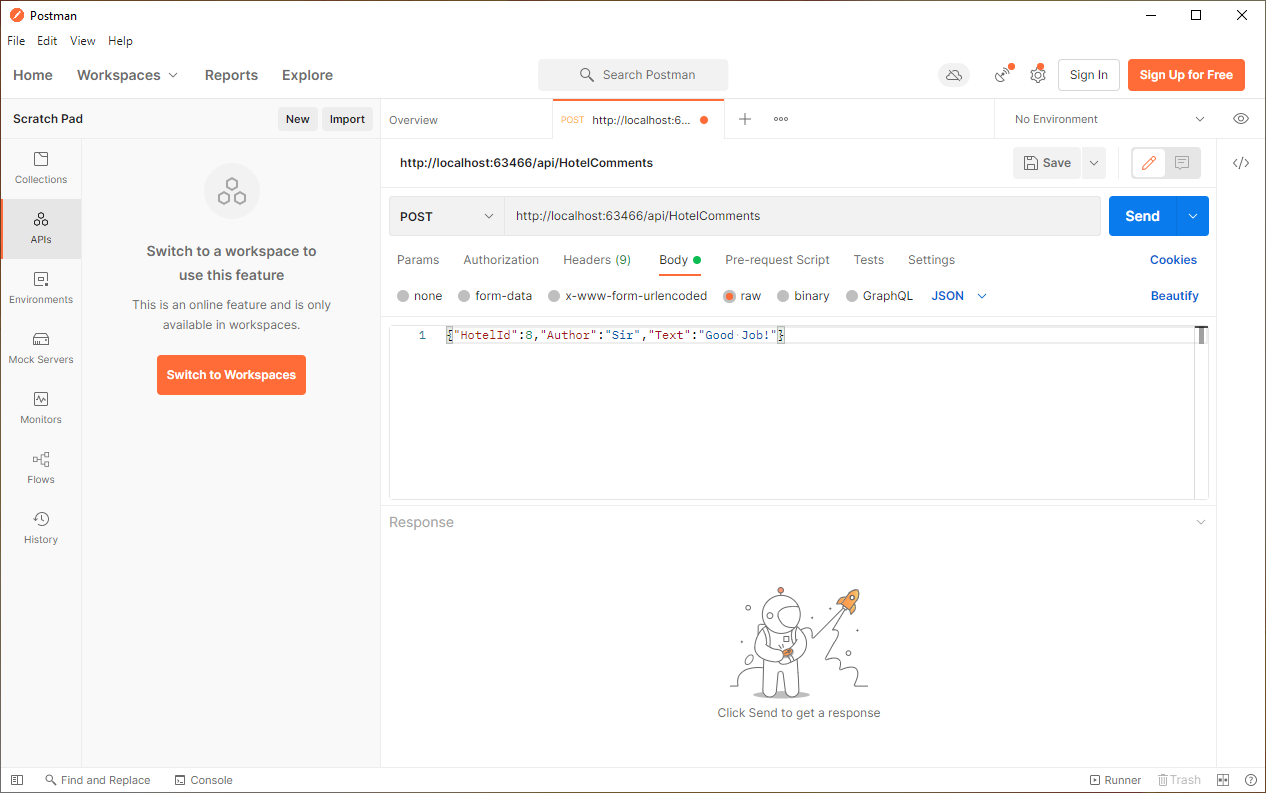 Postman
File Edit View Help
Home Workspaces Reports Explore Search Postman Sign In Sign Up for Free
Scratch Pad New Import
Overview POST http://localhost:6... No Environment
Collections
APIs
Environments
Mock Servers
Monitors
Flows
History
Switch to a workspace to
use this feature
This is an online feature and is only
available in workspaces.
Switch to Workspaces
http://localhost:63466/api/HotelComments Save
POST http://localhost:63466/api/HotelComments Send
Params Authorization Headers (9) Body Pre-request Script Tests Settings Cookies
none form-data x-www-form-urlencoded raw binary GraphQL JSON Beautify
1 {"HotelId":8,"Author":"Sir","Text":"Good Job!"}
Response
Click Send to get a response
Find and Replace Console Runner Trash